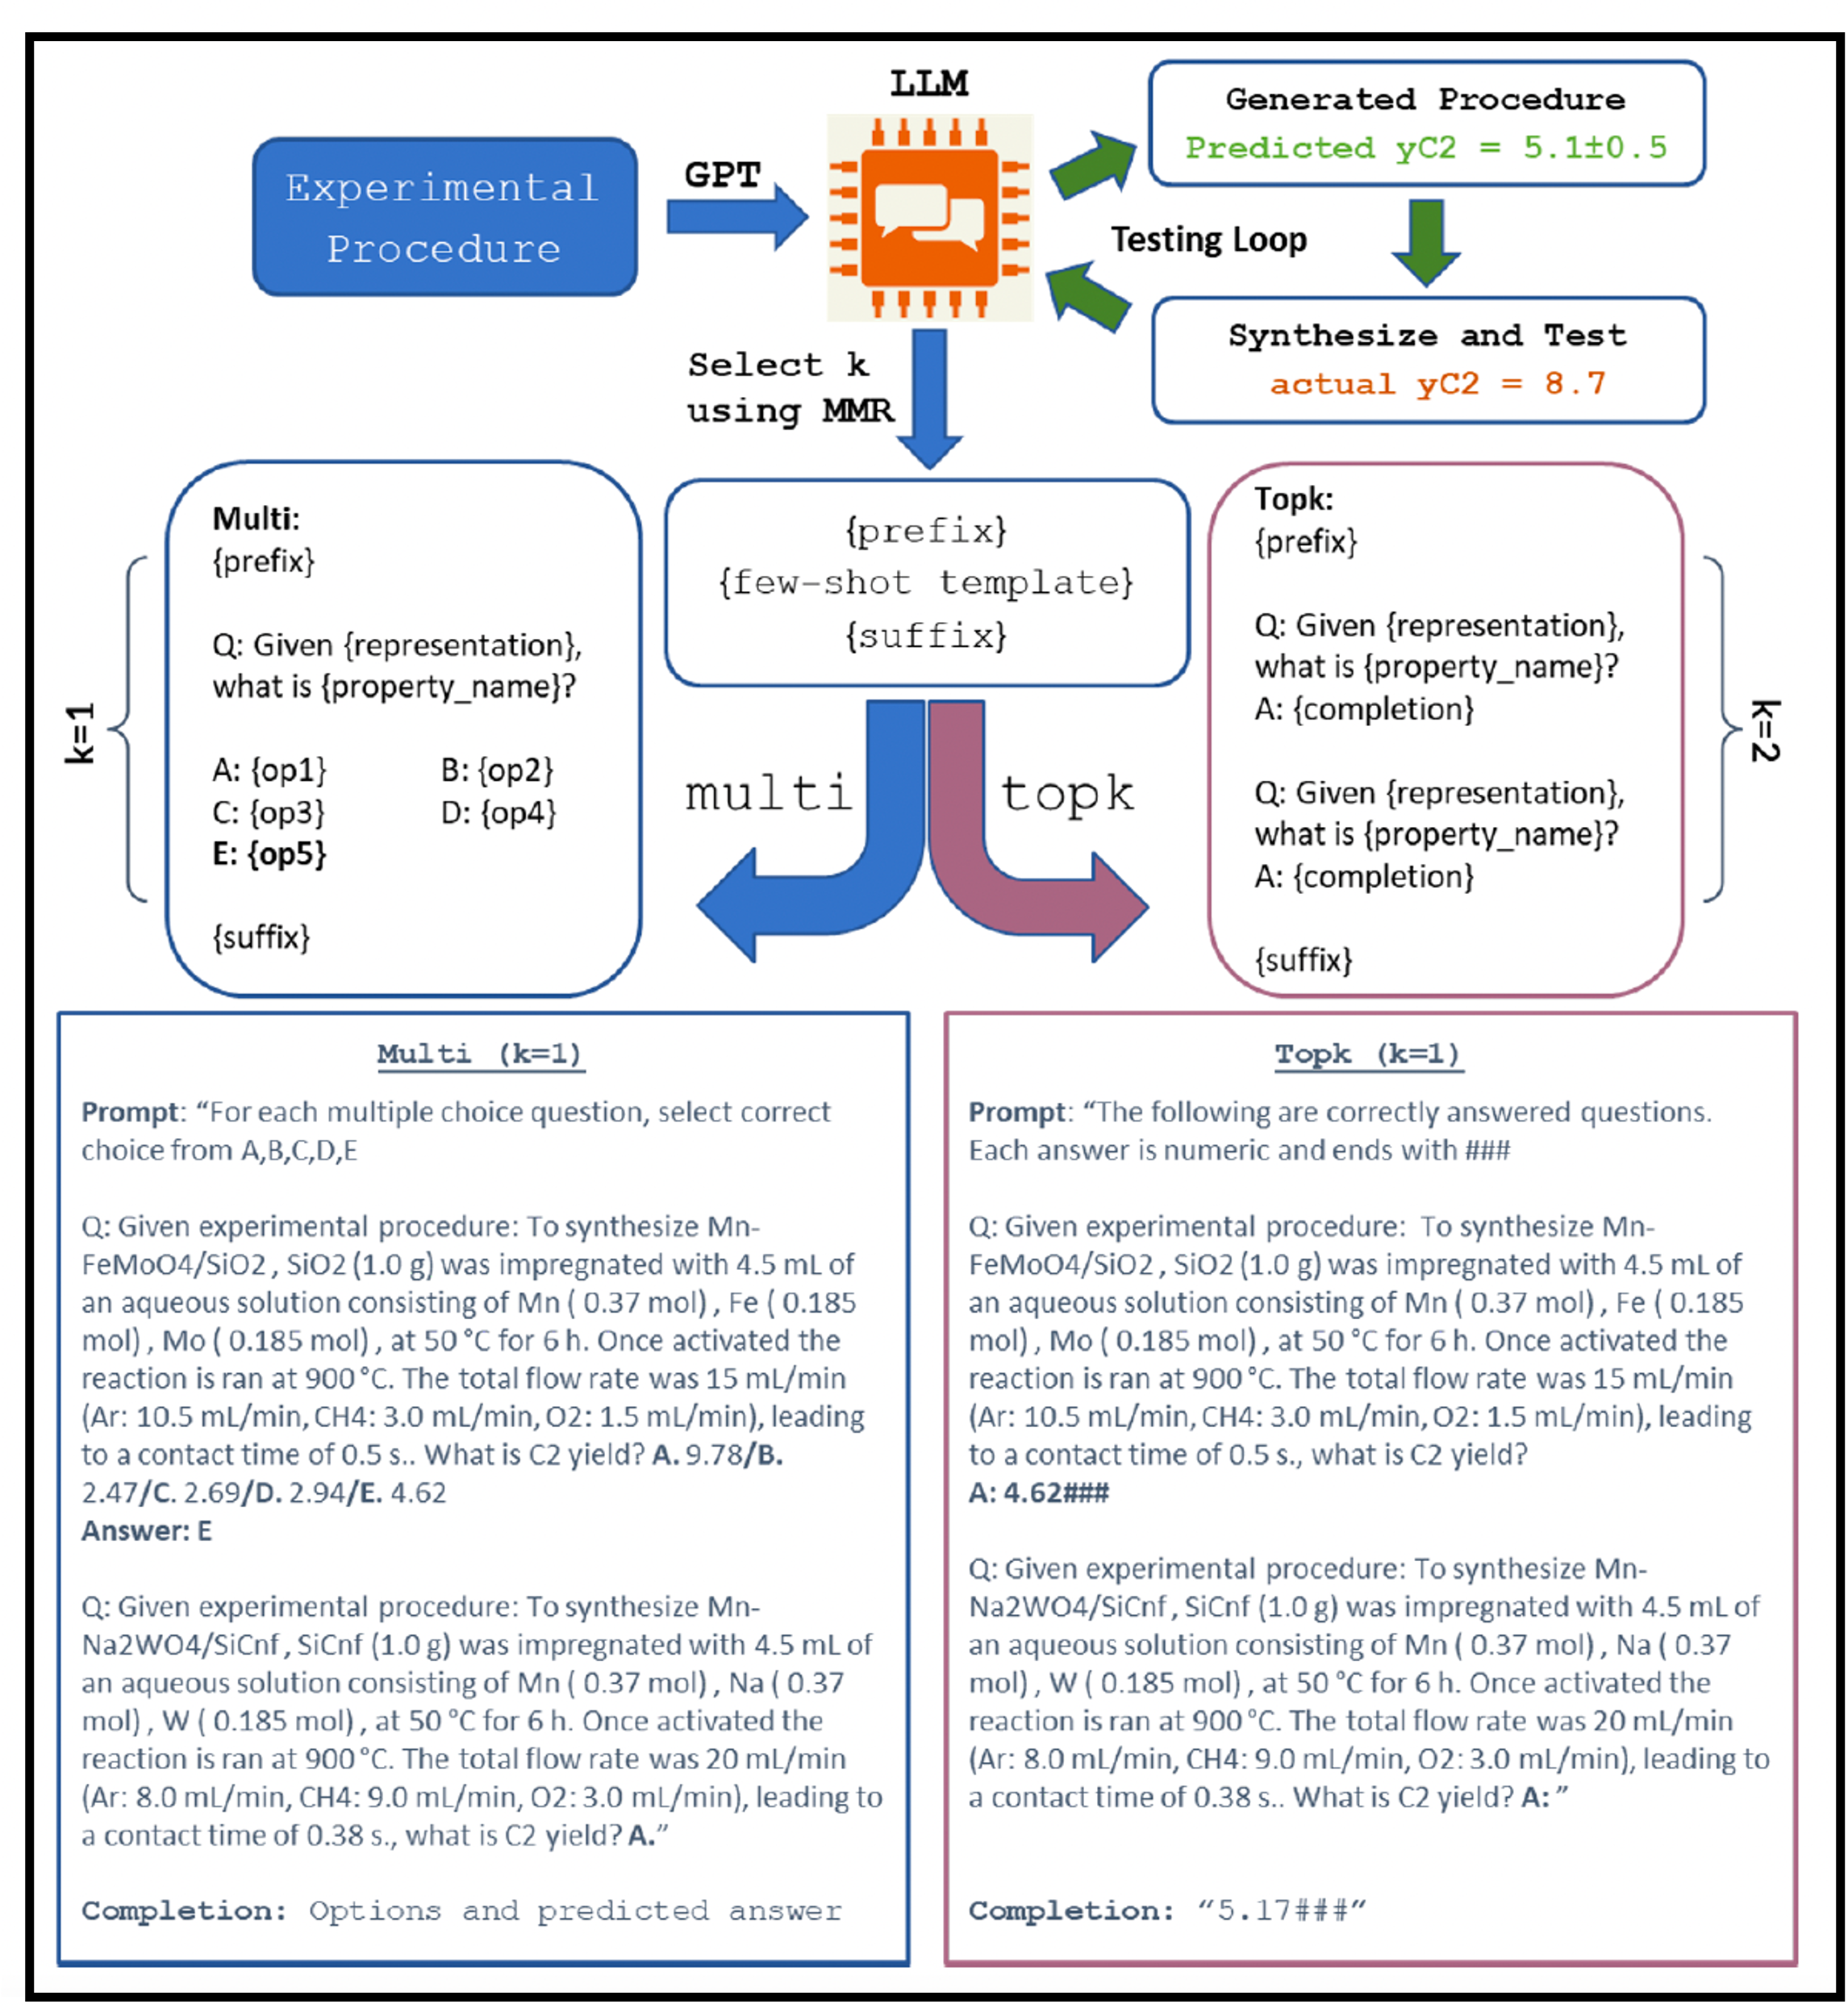 LLM
Experimental
Procedure
GPT
Generated Procedure
Predicted yC2 = 5.1±0.5
Testing Loop
Synthesize and Test
actual yC2 = 8.7
Select k
using MMR
{prefix}
{few-shot template}
{suffix}
k=1
Multi:
{prefix}
Q: Given {representation},
what is {property_name}?
A: {op1} B: {op2}
C: {op3} D: {op4}
E: {op5}
{suffix}
multi
topk
Topk:
{prefix}
Q: Given {representation},
what is {property_name}?
A: {completion}
Q: Given {representation},
what is {property_name}?
A: {completion}
{suffix}
k=2
Multi (k=1)
Prompt: “For each multiple choice question, select correct
choice from A,B,C,D,E
Q: Given experimental procedure: To synthesize Mn-
FeMoO4/SiO2 , SiO2 (1.0 g) was impregnated with 4.5 mL of
an aqueous solution consisting of Mn ( 0.37 mol) , Fe ( 0.185
mol) , Mo ( 0.185 mol) , at 50 °C for 6 h. Once activated the
reaction is ran at 900 °C. The total flow rate was 15 mL/min
(Ar: 10.5 mL/min, CH4: 3.0 mL/min, O2: 1.5 mL/min), leading
to a contact time of 0.5 s.. What is C2 yield? A. 9.78/B.
2.47/C. 2.69/D. 2.94/E. 4.62
Answer: E
Q: Given experimental procedure: To synthesize Mn-
Na2WO4/SiCnf , SiCnf (1.0 g) was impregnated with 4.5 mL of
an aqueous solution consisting of Mn ( 0.37 mol) , Na ( 0.37
mol) , W ( 0.185 mol) , at 50 °C for 6 h. Once activated the
reaction is ran at 900 °C. The total flow rate was 20 mL/min
(Ar: 8.0 mL/min, CH4: 9.0 mL/min, O2: 3.0 mL/min), leading to
a contact time of 0.38 s., what is C2 yield? A.”
Completion: Options and predicted answer
Topk (k=1)
Prompt: “The following are correctly answered questions.
Each answer is numeric and ends with ###
Q: Given experimental procedure: To synthesize Mn-
FeMoO4/SiO2 , SiO2 (1.0 g) was impregnated with 4.5 mL of
an aqueous solution consisting of Mn ( 0.37 mol) , Fe ( 0.185
mol) , Mo ( 0.185 mol) , at 50 °C for 6 h. Once activated the
reaction is ran at 900 °C. The total flow rate was 15 mL/min
(Ar: 10.5 mL/min, CH4: 3.0 mL/min, O2: 1.5 mL/min), leading
to a contact time of 0.5 s., what is C2 yield?
A: 4.62###
Q: Given experimental procedure: To synthesize Mn-
Na2WO4/SiCnf , SiCnf (1.0 g) was impregnated with 4.5 mL of
an aqueous solution consisting of Mn ( 0.37 mol) , Na ( 0.37
mol) , W ( 0.185 mol) , at 50 °C for 6 h. Once activated the
reaction is ran at 900 °C. The total flow rate was 20 mL/min
(Ar: 8.0 mL/min, CH4: 9.0 mL/min, O2: 3.0 mL/min), leading to
a contact time of 0.38 s.. What is C2 yield? A: ”
Completion: “5.17###”